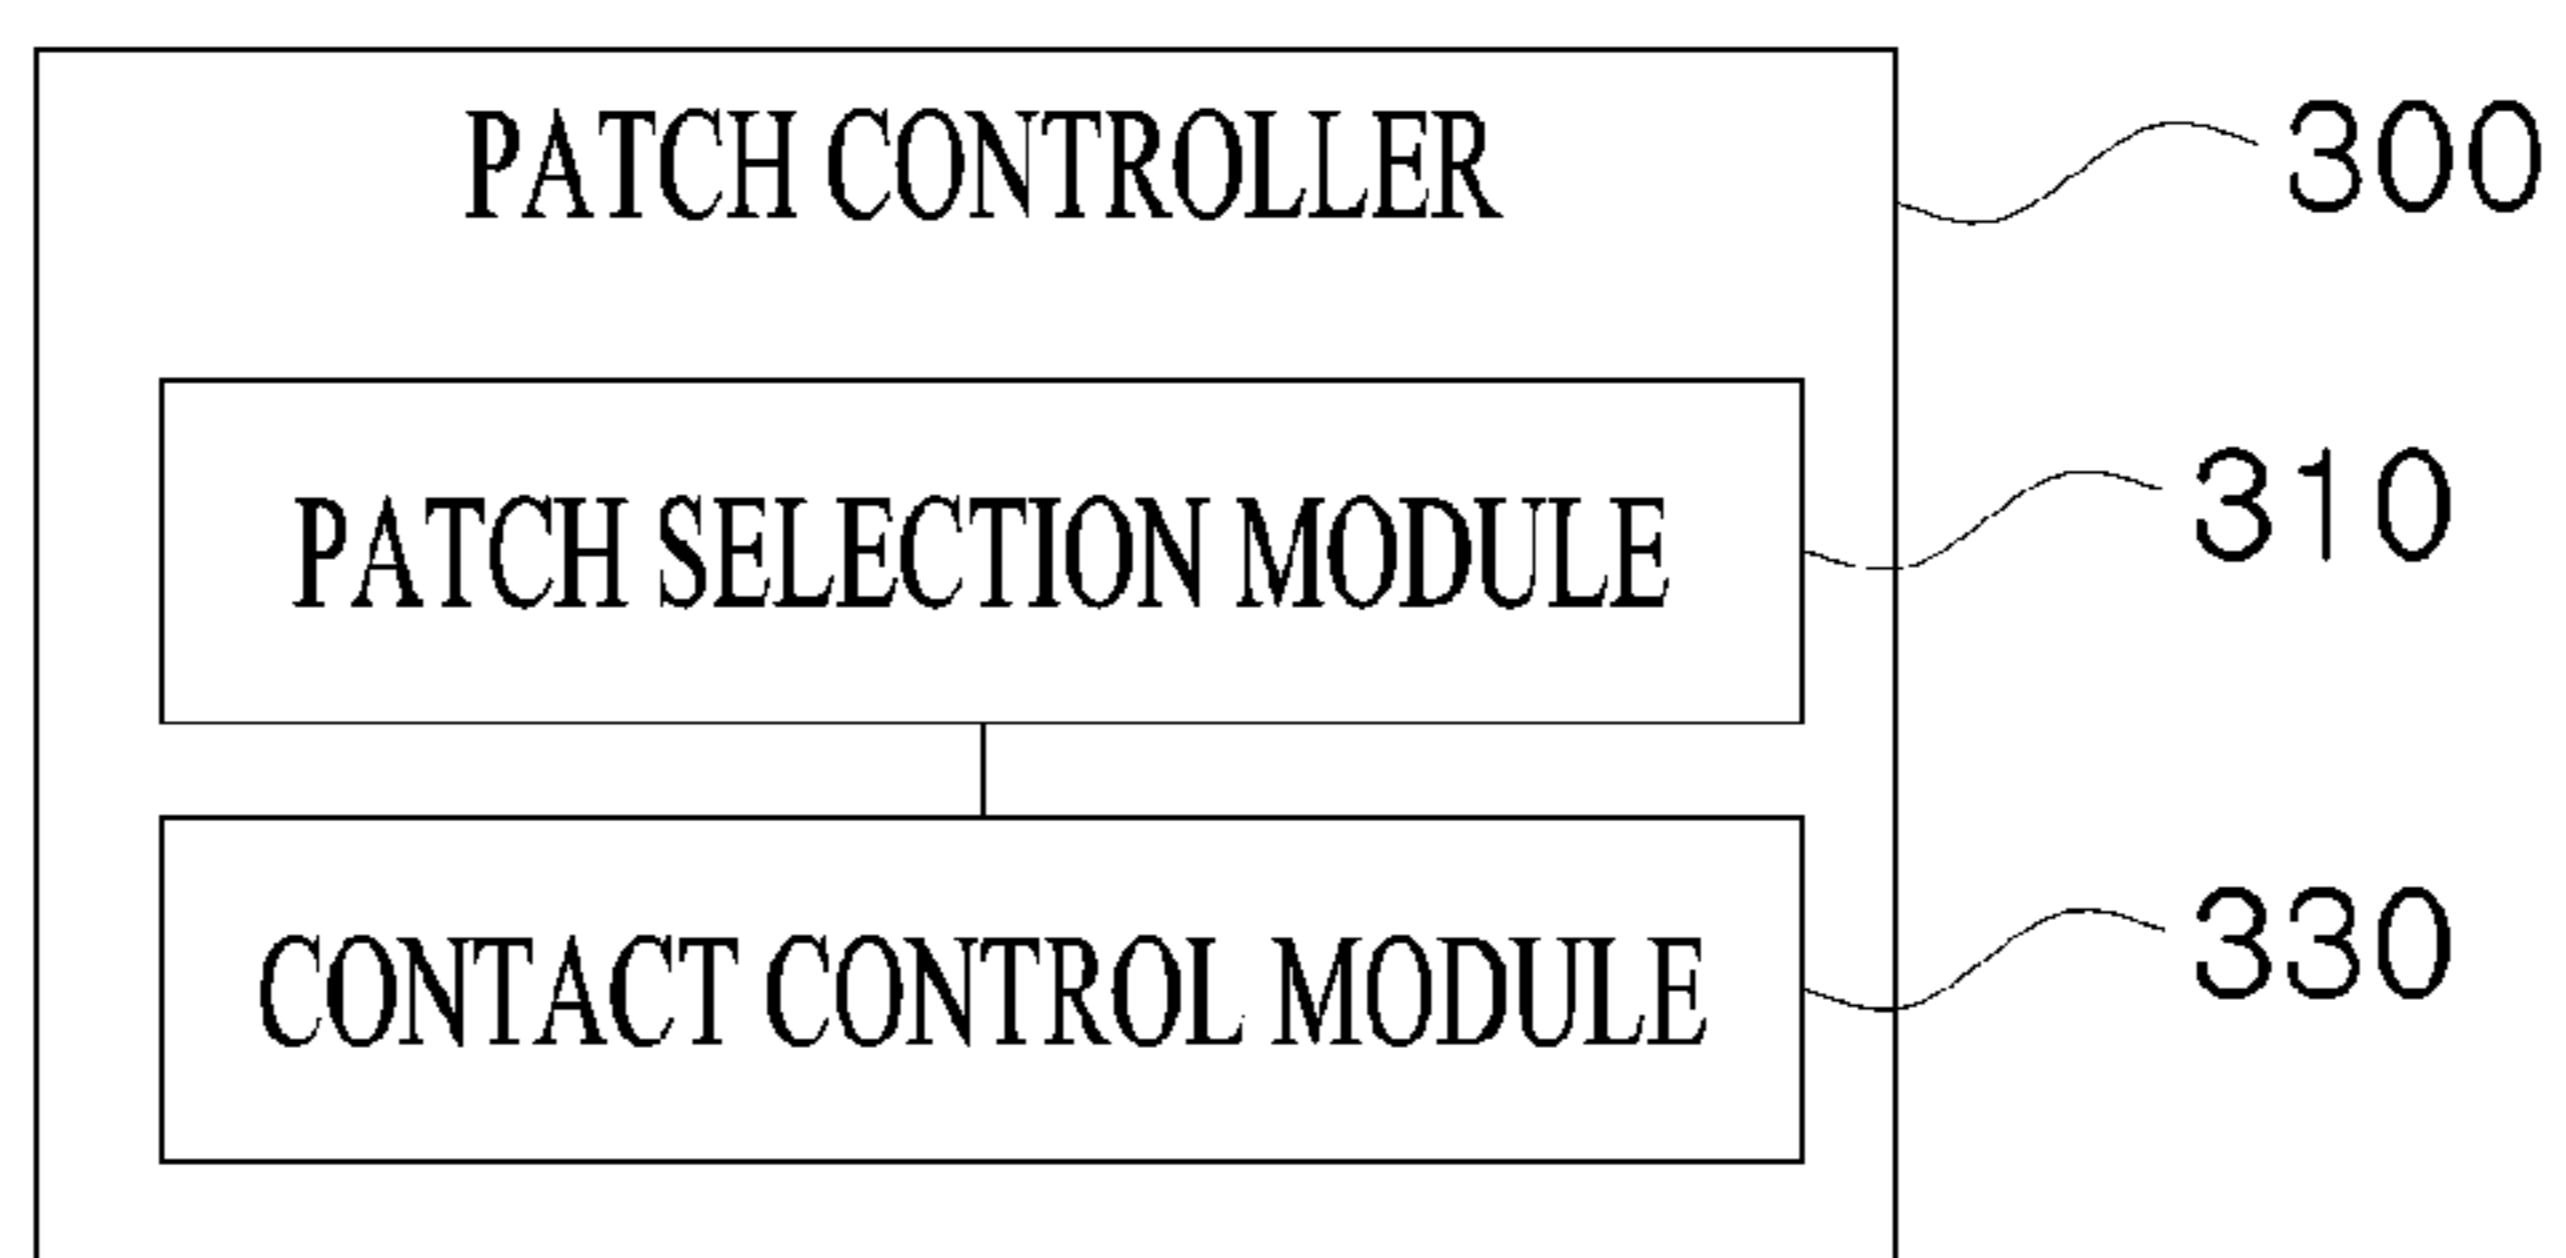 PATCH CONTROLLER
300
PATCH SELECTION MODULE
310
CONTACT CONTROL MODULE
330